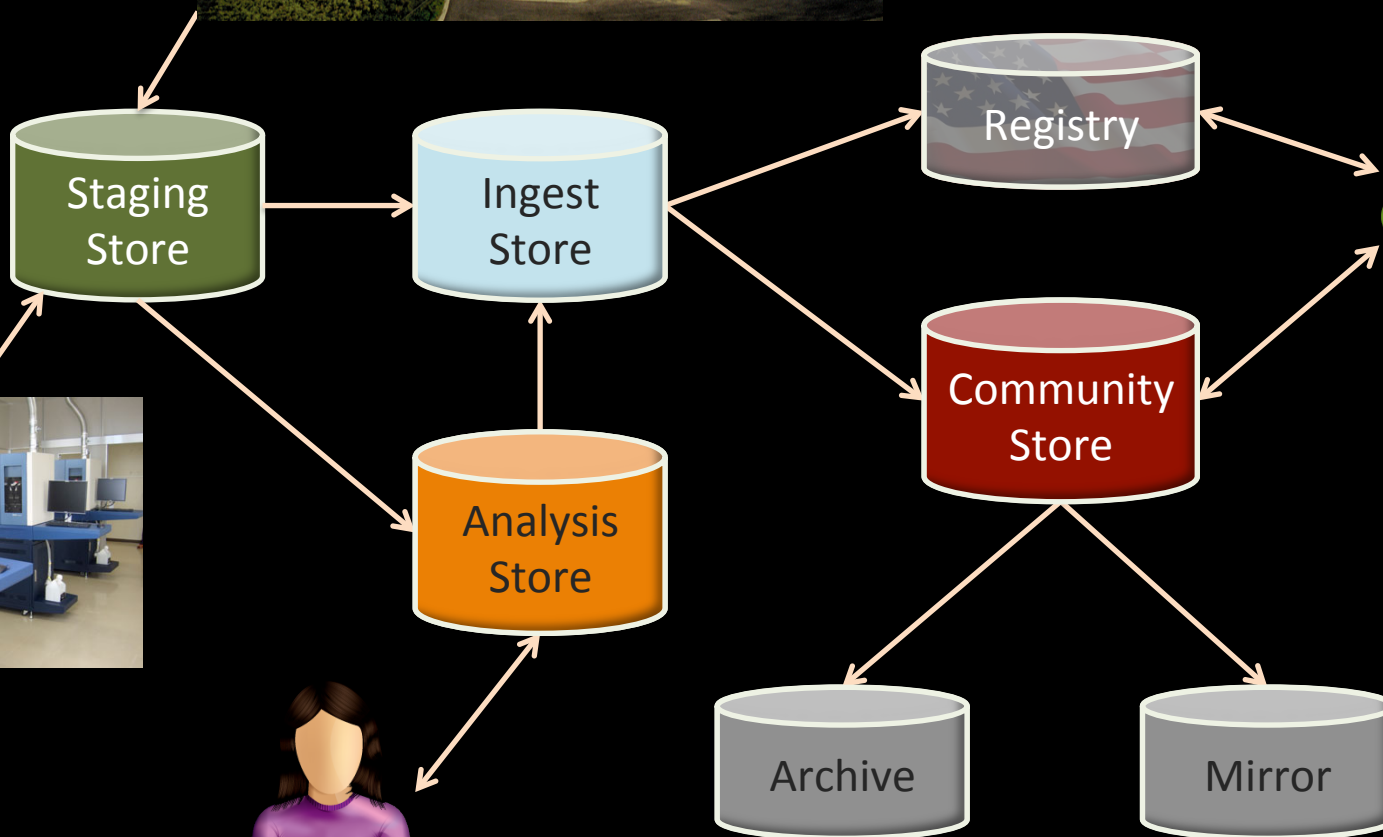 Registry
Staging
Store
Ingest
Store
Community
Store
Analysis
Store
Archive
Mirror